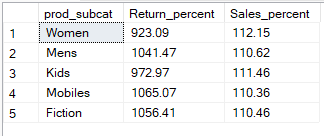 prod_subcat Return_percent Sales_percent
1 Women 923.09 112.15
2 Mens 1041.47 110.62
3 Kids 972.97 111.46
4 Mobiles 1065.07 110.36
5 Fiction 1056.41 110.46